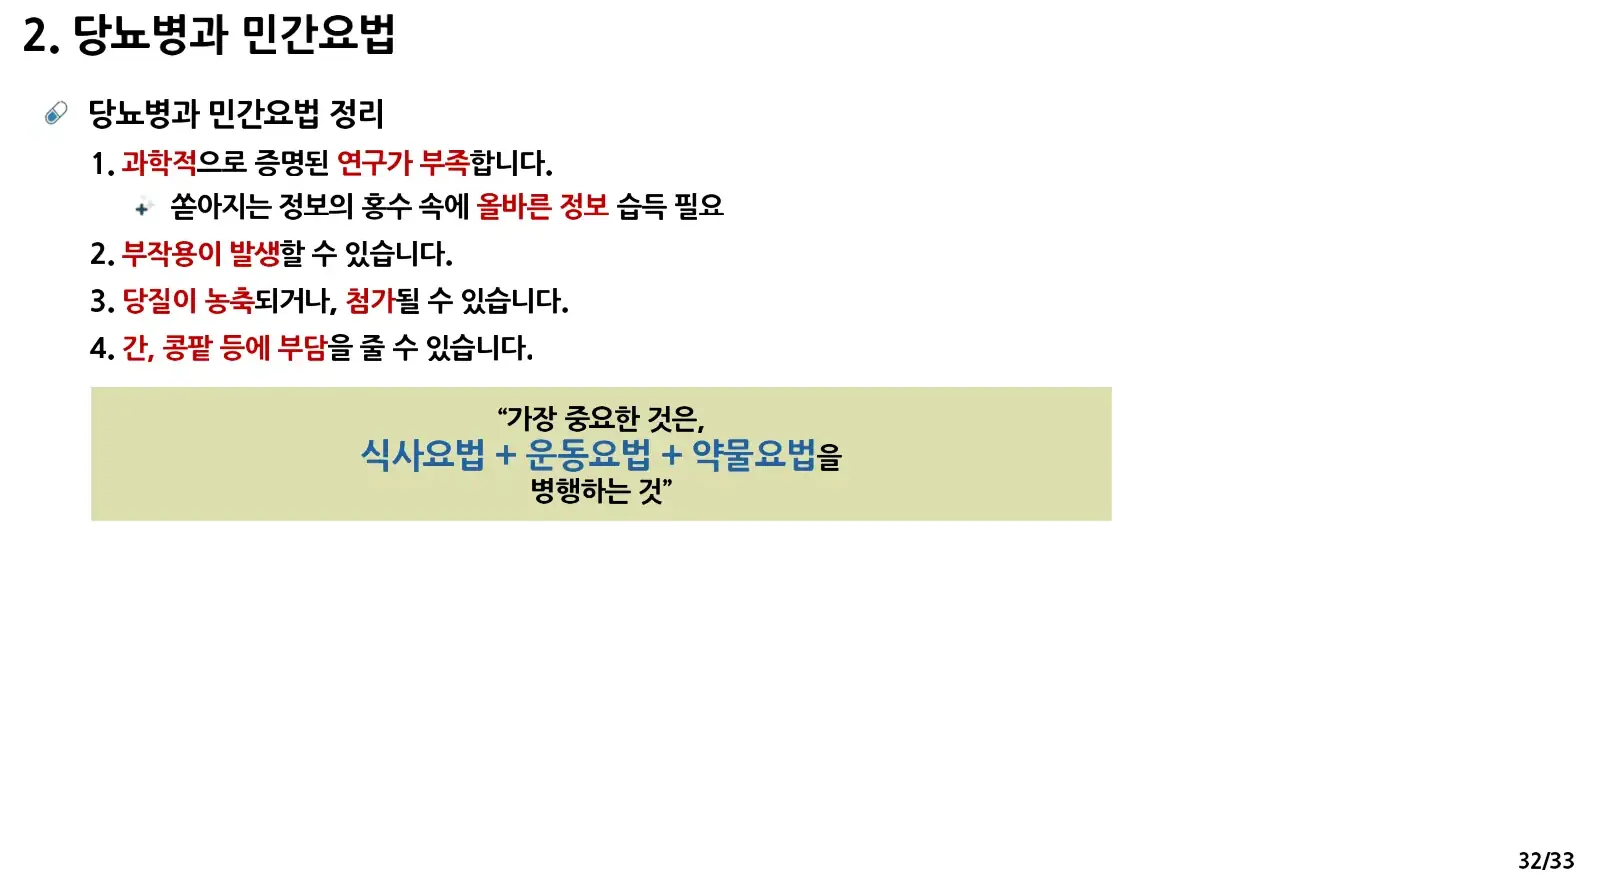 2. 당뇨병과 민간요법
당뇨병과 민간요법 정리
1. 과학적으로 증명된 연구가 부족합니다.
쏟아지는 정보의 홍수 속에 올바른 정보 습득 필요
2. 부작용이 발생할 수 있습니다.
3. 당질이 농축되거나, 첨가될 수 있습니다.
4. 간, 콩팥 등에 부담을 줄 수 있습니다.
“가장 중요한 것은,
식사요법 + 운동요법 + 약물요법을
병행하는 것”
32/33